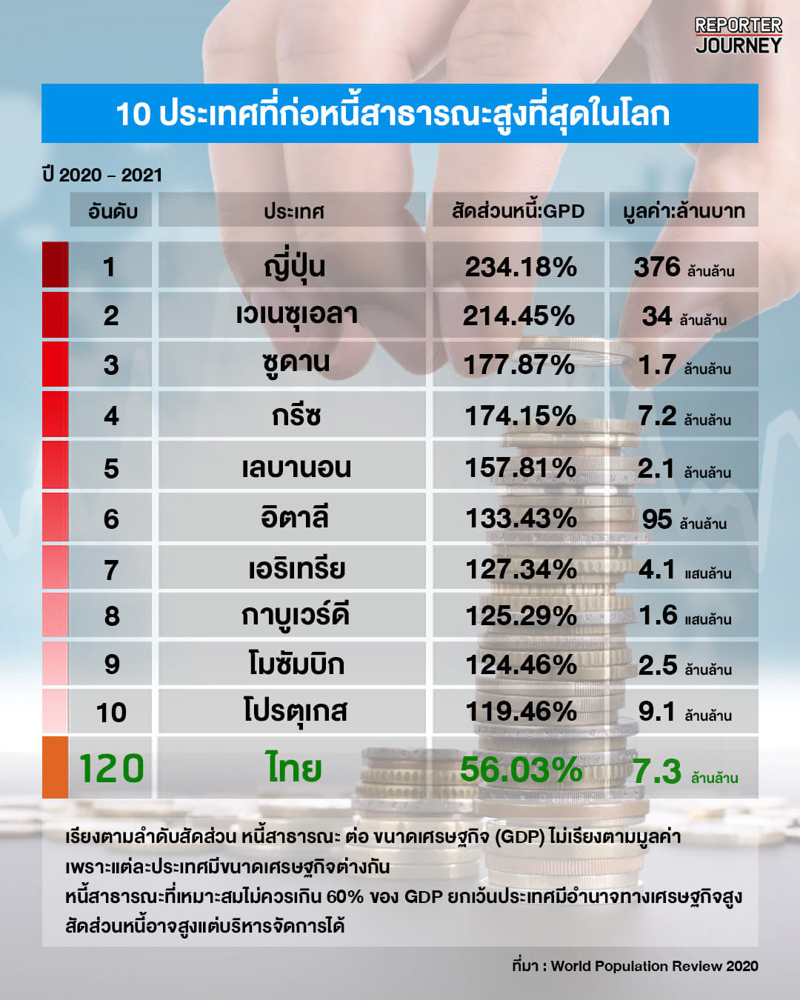 REPORTER
JOURNEY
10 ประเทศที่ก่อหนี้สาธารณะสูงที่สุดในโลก
ปี 2020 - 2021
อันดับ ประเทศ สัดส่วนหนี้:GPD มูลค่า:ล้านบาท
1 ญี่ปุ่น 234.18% 376 ล้านล้าน
2 เวเนซุเอลา 214.45% 34 ล้านล้าน
3 ซูดาน 177.87% 1.7 ล้านล้าน
4 กรีซ 174.15% 7.2 ล้านล้าน
5 เลบานอน 157.81% 2.1 ล้านล้าน
6 อิตาลี 133.43% 95 ล้านล้าน
7 เอริเทรีย 127.34% 4.1 แสนล้าน
8 กาบูเวร์ดี 125.29% 1.6 แสนล้าน
9 โมซัมบิก 124.46% 2.5 ล้านล้าน
10 โปรตุเกส 119.46% 9.1 ล้านล้าน
120 ไทย 56.03% 7.3 ล้านล้าน
เรียงตามลำดับสัดส่วน หนี้สาธารณะ ต่อ ขนาดเศรษฐกิจ (GDP) ไม่เรียงตามมูลค่า
เพราะแต่ละประเทศมีขนาดเศรษฐกิจต่างกัน
หนี้สาธารณะที่เหมาะสมไม่ควรเกิน 60% ของ GDP ยกเว้นประเทศมีอำนาจทางเศรษฐกิจสูง
สัดส่วนหนี้อาจสูงแต่บริหารจัดการได้
ที่มา : World Population Review 2020